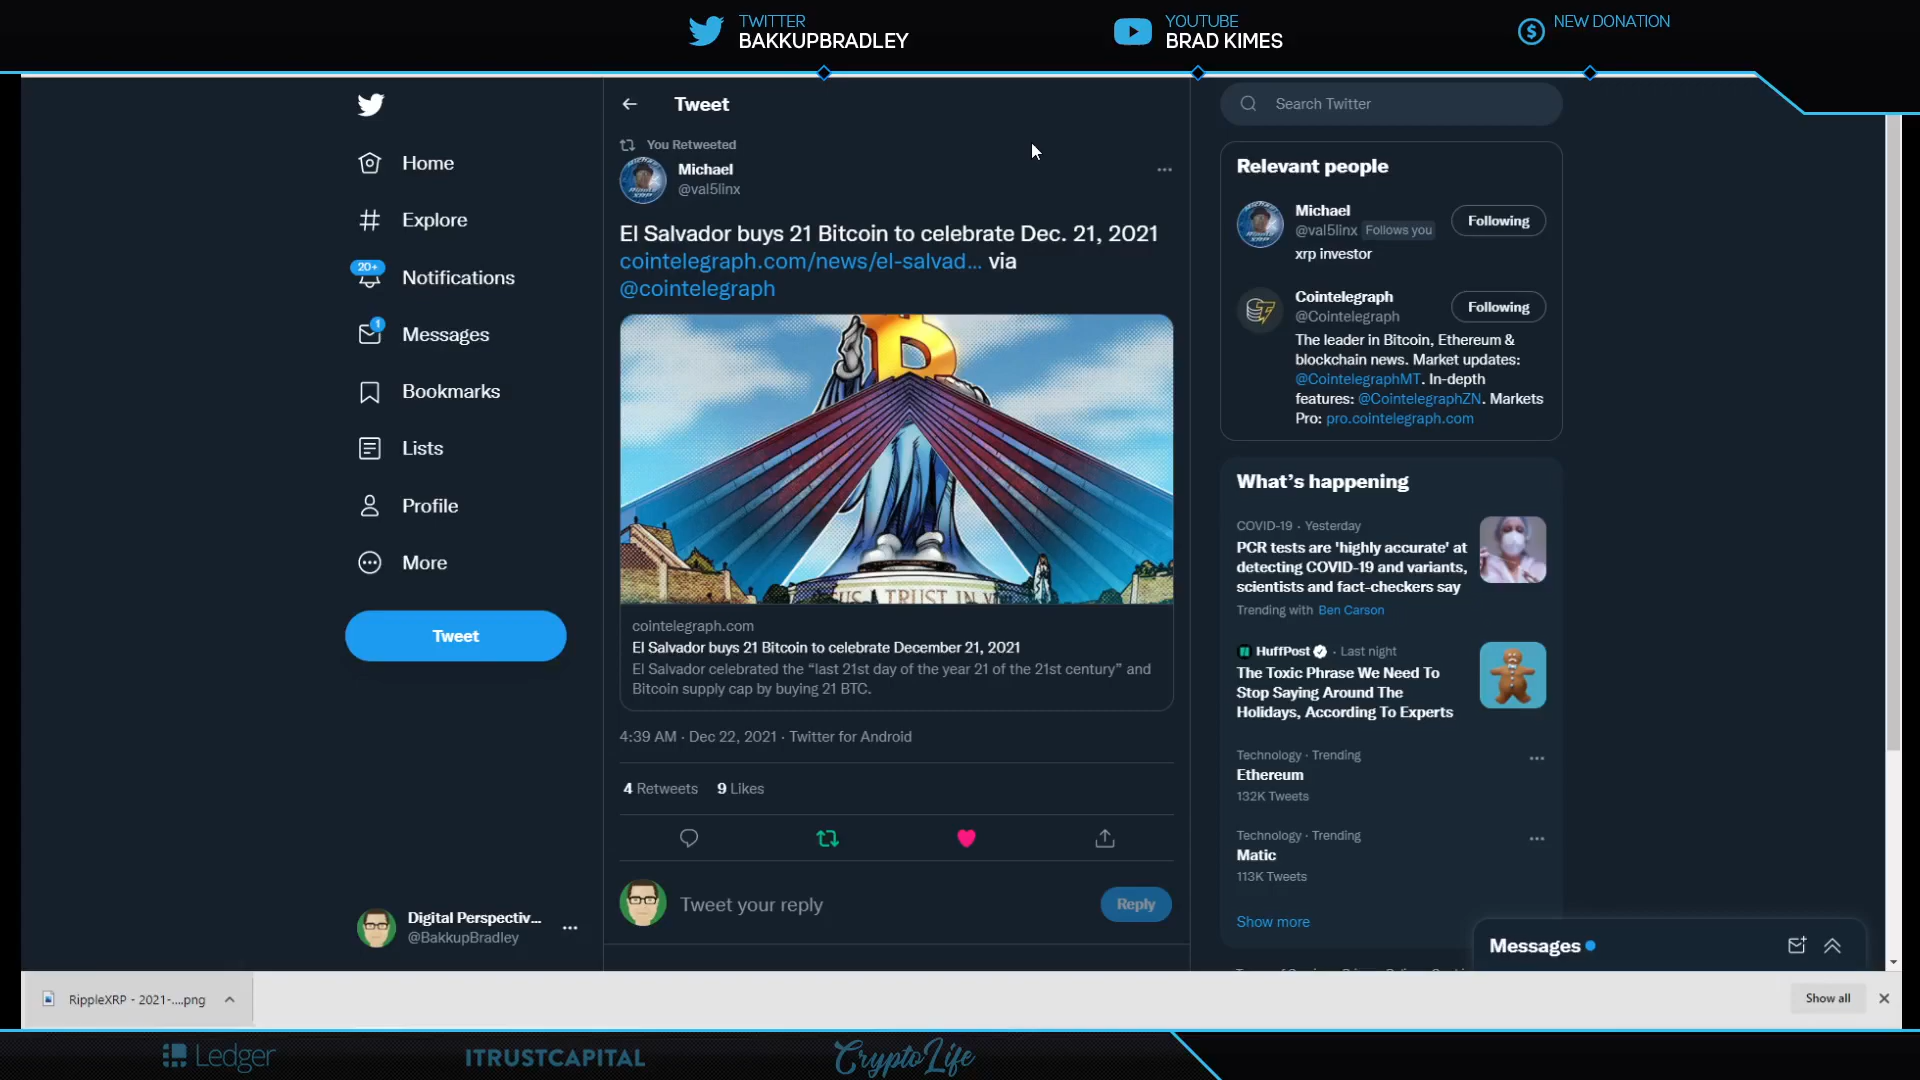 TWITTER
BAKKUPBRADLEY
YOUTUBE
BRAD KIMES
NEW DONATION
Home
Explore
20+
Notifications
1
Messages
Bookmarks
Lists
Profile
More
Tweet
Digital Perspectiv...
@BakkupBradley
Tweet
You Retweeted
Michael
@val5linx
El Salvador buys 21 Bitcoin to celebrate Dec. 21, 2021
cointelegraph.com/news/el-salvad... via
@cointelegraph
TRUST IN
cointelegraph.com
El Salvador buys 21 Bitcoin to celebrate December 21, 2021
El Salvador celebrated the “last 21st day of the year 21 of the 21st century” and
Bitcoin supply cap by buying 21 BTC.
4:39 AM · Dec 22, 2021 · Twitter for Android
4 Retweets 9 Likes
Tweet your reply
Reply
Search Twitter
Relevant people
Michael
@val5linx Follows you
Following
xrp investor
Cointelegraph
@Cointelegraph
Following
The leader in Bitcoin, Ethereum &
blockchain news. Market updates:
@CointelegraphMT. In-depth
features: @CointelegraphZN. Markets
Pro: pro.cointelegraph.com
What’s happening
COVID-19 · Yesterday
PCR tests are 'highly accurate' at
detecting COVID-19 and variants,
scientists and fact-checkers say
Trending with Ben Carson
HuffPost · Last night
The Toxic Phrase We Need To
Stop Saying Around The
Holidays, According To Experts
Technology · Trending
Ethereum
132K Tweets
Technology · Trending
Matic
113K Tweets
Show more
Messages
RippleXRP - 2021-....png
Show all
Ledger
ITRUSTCAPITAL
CryptoLife